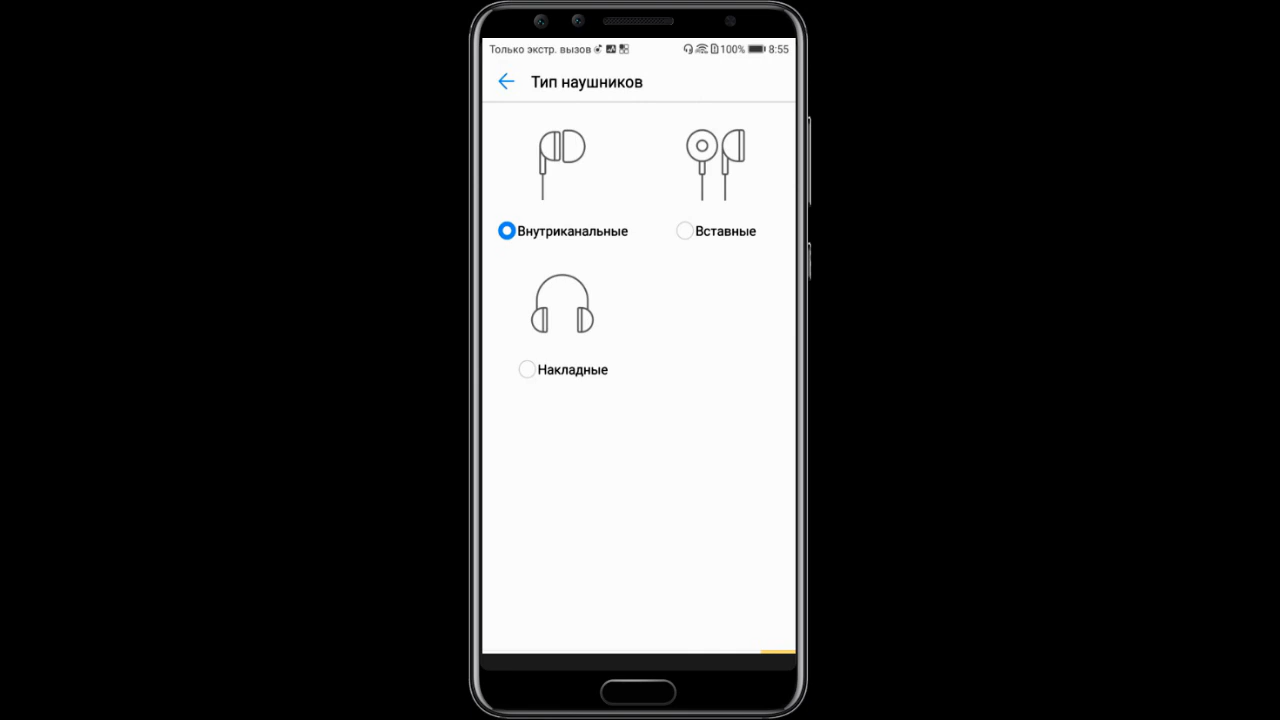 Только экстр. вызов 100% 8:55
Тип наушников
Внутриканальные Вставные
Накладные